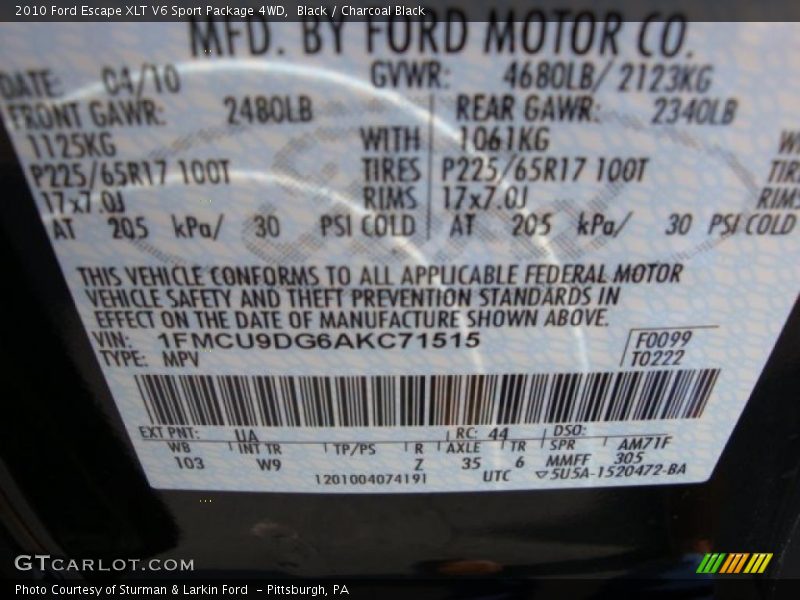 2010 Ford Escape XLT V6 Sport Package 4WD,  Black / Charcoal Black
MFD. BY FORD MOTOR CO.
DATE: 04/10 GVWR: 4680LB/ 2123KG
FRONT GAWR: 2480LB REAR GAWR: 2340LB
1125KG WITH 1061KG WI
P225/65R17 100T TIRES P225/65R17 100T TIRE
17x7.0J RIMS 17x7.0J RIMS
AT 205 kPa/ 30 PSI COLD AT 205 kPa/ 30 PSI COLD
THIS VEHICLE CONFORMS TO ALL APPLICABLE FEDERAL MOTOR
VEHICLE SAFETY AND THEFT PREVENTION STANDARDS IN
EFFECT ON THE DATE OF MANUFACTURE SHOWN ABOVE.
VIN: 1FMCU9DG6AKC71515 F0099
TYPE: MPV T0222
EXT PNT: UA RC: 44 DSO:
WB INT TR TP/PS R AXLE TR SPR AM71F
103 W9 Z 35 6 MMFF 305
1201004074191 UTC ▽5U5A-1520472-BA
GTCARLOT.COM
Photo Courtesy of Sturman & Larkin Ford  - Pittsburgh, PA